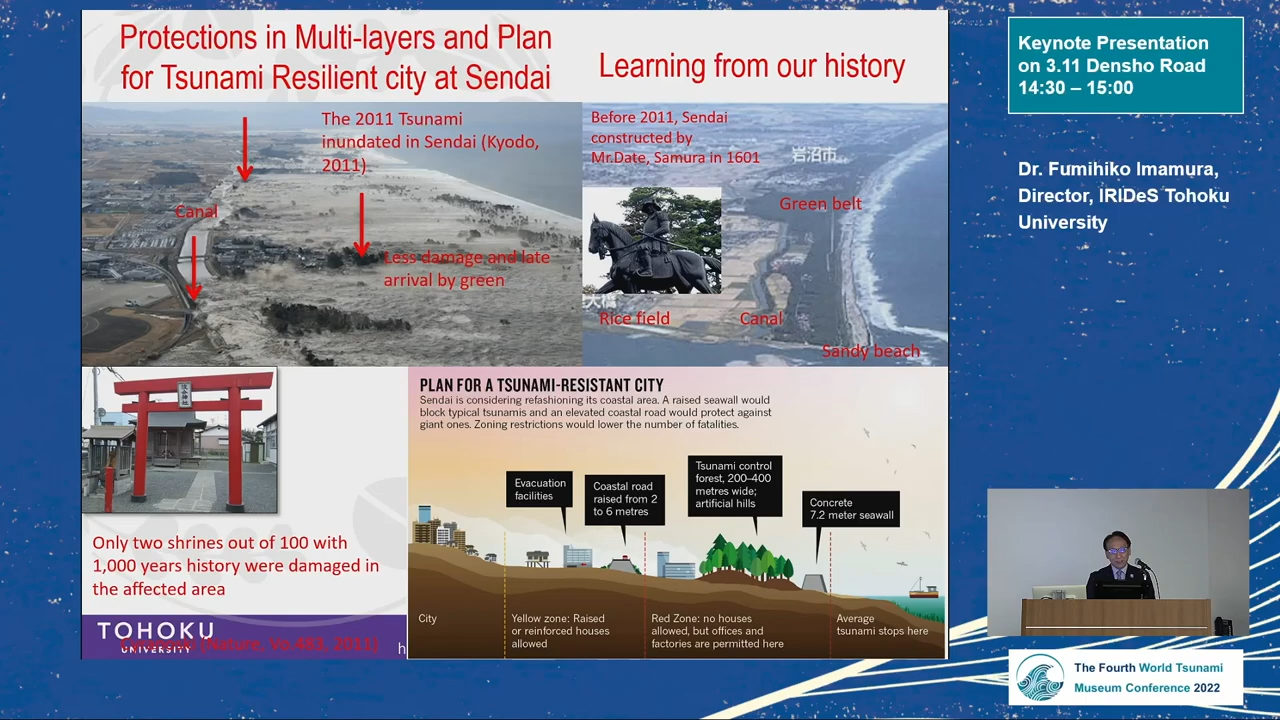 Protections in Multi-layers and Plan
for Tsunami Resilient city at Sendai
Learning from our history
The 2011 Tsunami
inundated in Sendai (Kyodo,
2011)
Canal
Less damage and late
arrival by green
Before 2011, Sendai
constructed by
Mr.Date, Samura in 1601
岩沼市
Green belt
Rice field
Canal
Sandy beach
Only two shrines out of 100 with
1,000 years history were damaged in
the affected area
TOHOKU
UNIVERSITY
(Nature, Vo.483, 2011)
h
PLAN FOR A TSUNAMI-RESISTANT CITY
Sendai is considering refashioning its coastal area. A raised seawall would
block typical tsunamis and an elevated coastal road would protect against
giant ones. Zoning restrictions would lower the number of fatalities.
Evacuation
facilities
Coastal road
raised from 2
to 6 metres
Tsunami control
forest, 200–400
metres wide;
artificial hills
Concrete
7.2 meter seawall
City
Yellow zone: Raised
or reinforced houses
allowed
Red Zone: no houses
allowed, but offices and
factories are permitted here
Average
tsunami stops here
Keynote Presentation
on 3.11 Densho Road
14:30 – 15:00
Dr. Fumihiko Imamura,
Director, IRIDeS Tohoku
University
The Fourth World Tsunami
Museum Conference 2022